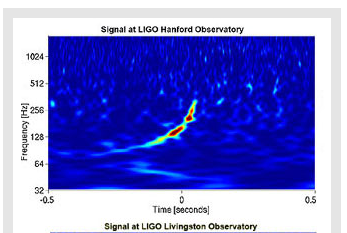 Signal at LIGO Hanford Observatory
1024
512
256
128
64
32
Frequency [Hz]
-0.5
0
0.5
Time [seconds]
Signal at LIGO Livingston Observatory